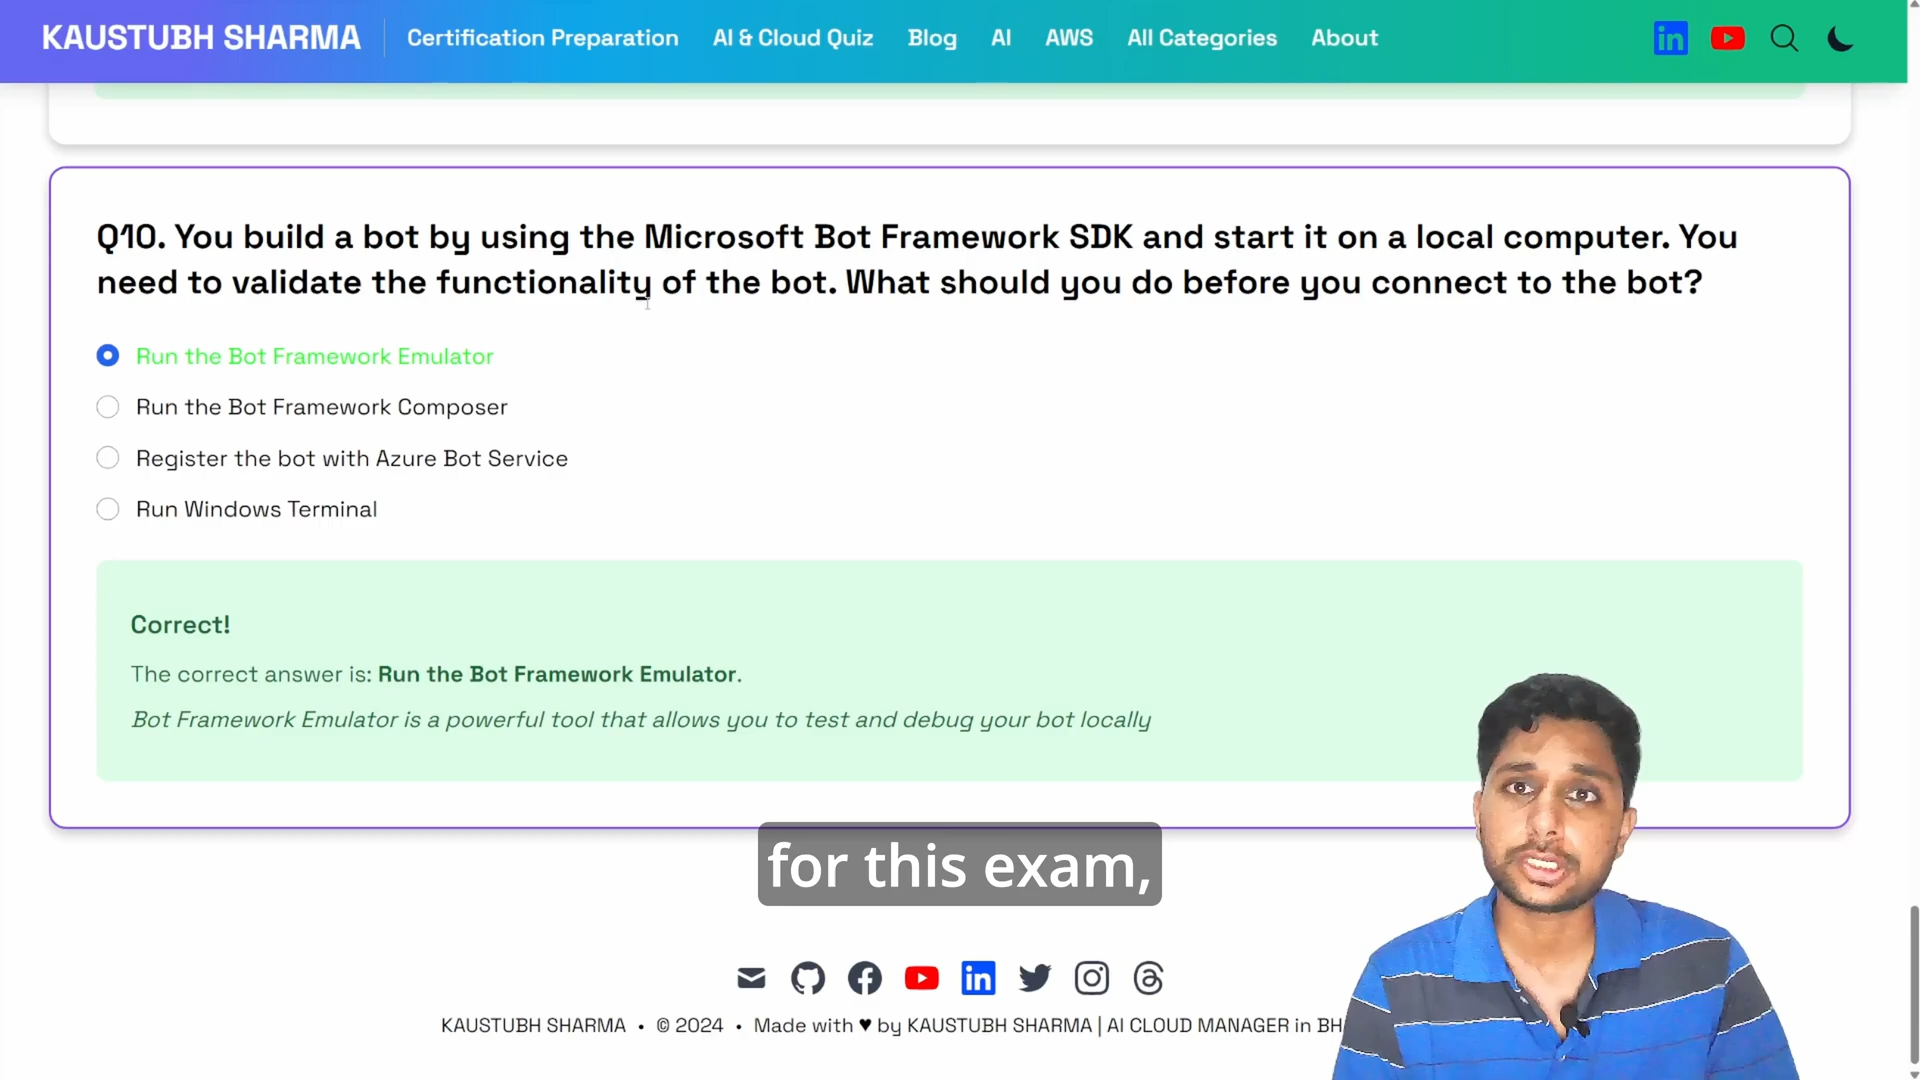 KAUSTUBH SHARMA Certification Preparation AI & Cloud Quiz Blog AI AWS All Categories About
Q10. You build a bot by using the Microsoft Bot Framework SDK and start it on a local computer. You
need to validate the functionality of the bot. What should you do before you connect to the bot?
Run the Bot Framework Emulator
Run the Bot Framework Composer
Register the bot with Azure Bot Service
Run Windows Terminal
Correct!
The correct answer is: Run the Bot Framework Emulator.
Bot Framework Emulator is a powerful tool that allows you to test and debug your bot locally
for this exam,
KAUSTUBH SHARMA • © 2024 • Made with ♥ by KAUSTUBH SHARMA | AI CLOUD MANAGER in BH